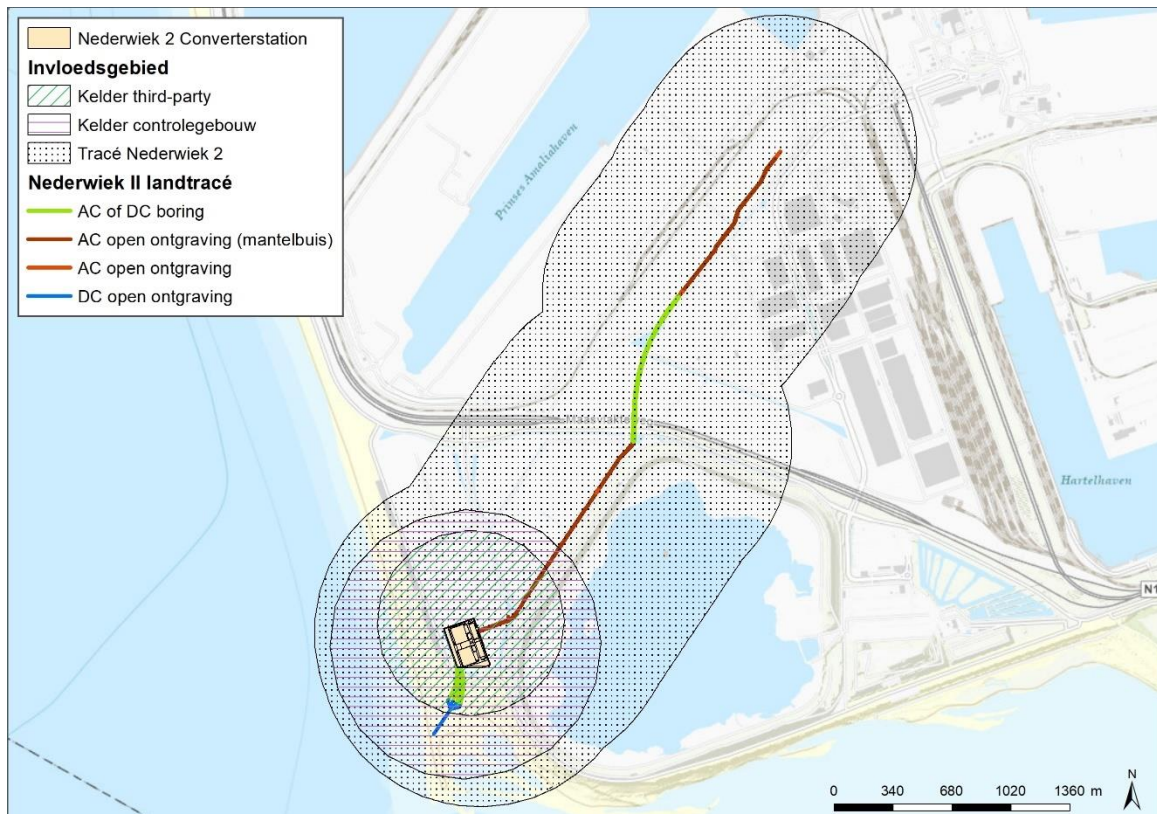 Nederwiek 2 Converterstation
Invloedsgebied
Kelder third-party
Kelder controlegebouw
Tracé Nederwiek 2
Nederwiek II landtracé
AC of DC boring
AC open ontgraving (mantelbuis)
AC open ontgraving
DC open ontgraving
Prinses Amaliahaven
Hartelhaven
N1
N
0 340 680 1020 1360 m